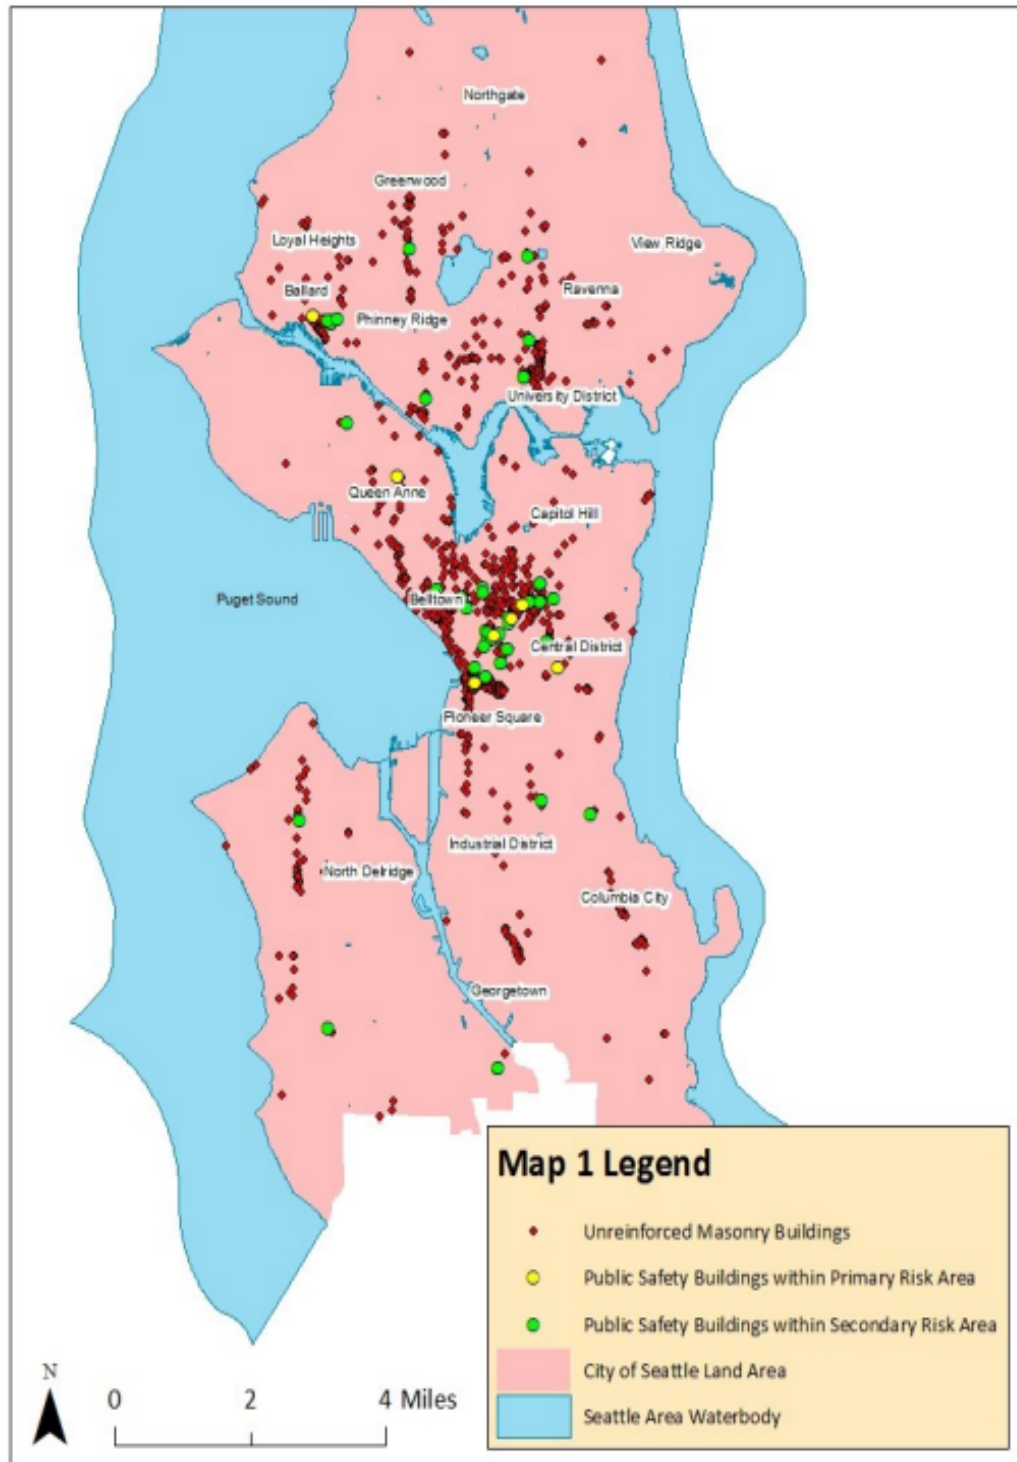 Northgate
Greenwood
View Ridge
Loyal Heights
Ravenna
Ballard
Phinney Ridge
University District
Queen Anne
Capitol Hill
Puget Sound
Belltown
Central District
Pioneer Square
Industrial District
North Delridge
Columbia City
Georgetown
Map 1 Legend
Unreinforced Masonry Buildings
Public Safety Buildings within Primary Risk Area
Public Safety Buildings within Secondary Risk Area
City of Seattle Land Area
Seattle Area Waterbody
N
0 2 4 Miles